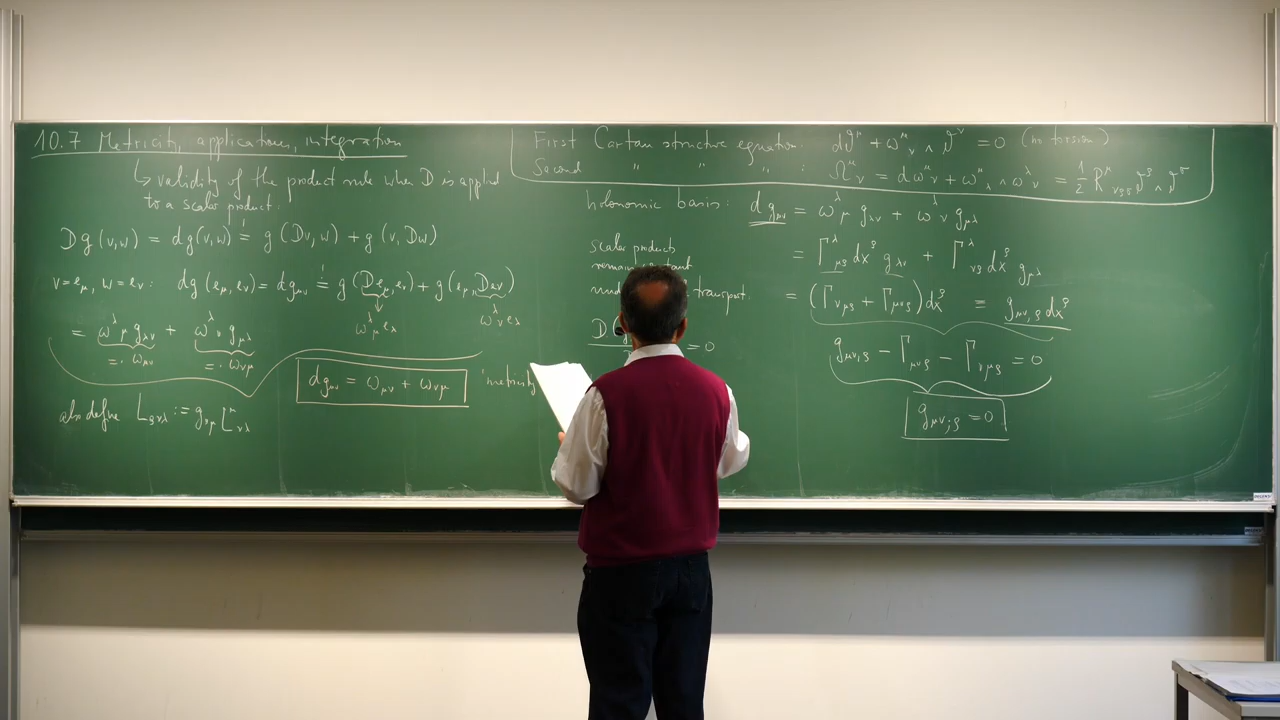 10.7 Metricity, applications, integration
↳ validity of the product rule when D is applied
to a scalar product:
Dg(v,w) = dg(v,w) =! g(Dv,w) + g(v,Dw)
v=e_μ, w=e_ν: dg(e_μ,e_ν) = dg_μν =! g(De_μ,e_ν) + g(e_μ,De_ν)
ω^λ_μ e_λ ω^λ_ν e_λ
= ω^λ_μ g_λν + ω^λ_ν g_μλ
=: ω_μν =: ω_νμ
dg_μν = ω_μν + ω_νμ "metricity
also define
First Cartan structure equation: dϑ^μ + ω^μ_ν ∧ ϑ^ν = 0 (no torsion)
Second " " " : Ω^μ_ν = dω^μ_ν + ω^μ_λ ∧ ω^λ_ν = 1/2 R^μ_νρσ ϑ^ρ ∧ ϑ^σ
holonomic basis: dg_μν = ω^λ_μ g_λν + ω^λ_ν g_μλ
scalar products
= Γ^λ_μρ dx^ρ g_λν + Γ^λ_νρ dx^ρ g_μλ
transport.
= (Γ_νμρ + Γ_μνρ) dx^ρ = g_μν,ρ dx^ρ
= 0
g_μν,ρ − Γ_μνρ − Γ_νμρ = 0
g_μν;ρ = 0